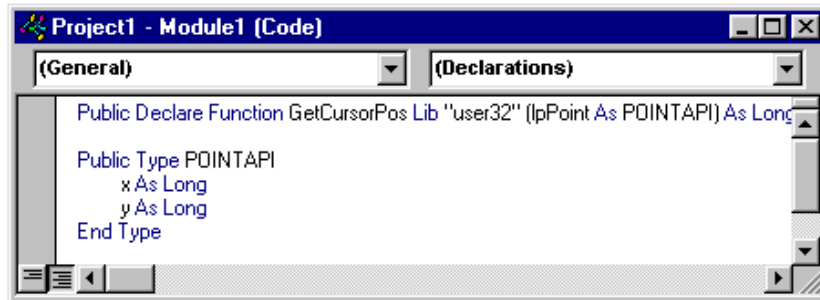 Project1 - Module1 (Code)
(General) (Declarations)
Public Declare Function GetCursorPos Lib "user32" (lpPoint As POINTAPI) As Long
Public Type POINTAPI
x As Long
y As Long
End Type